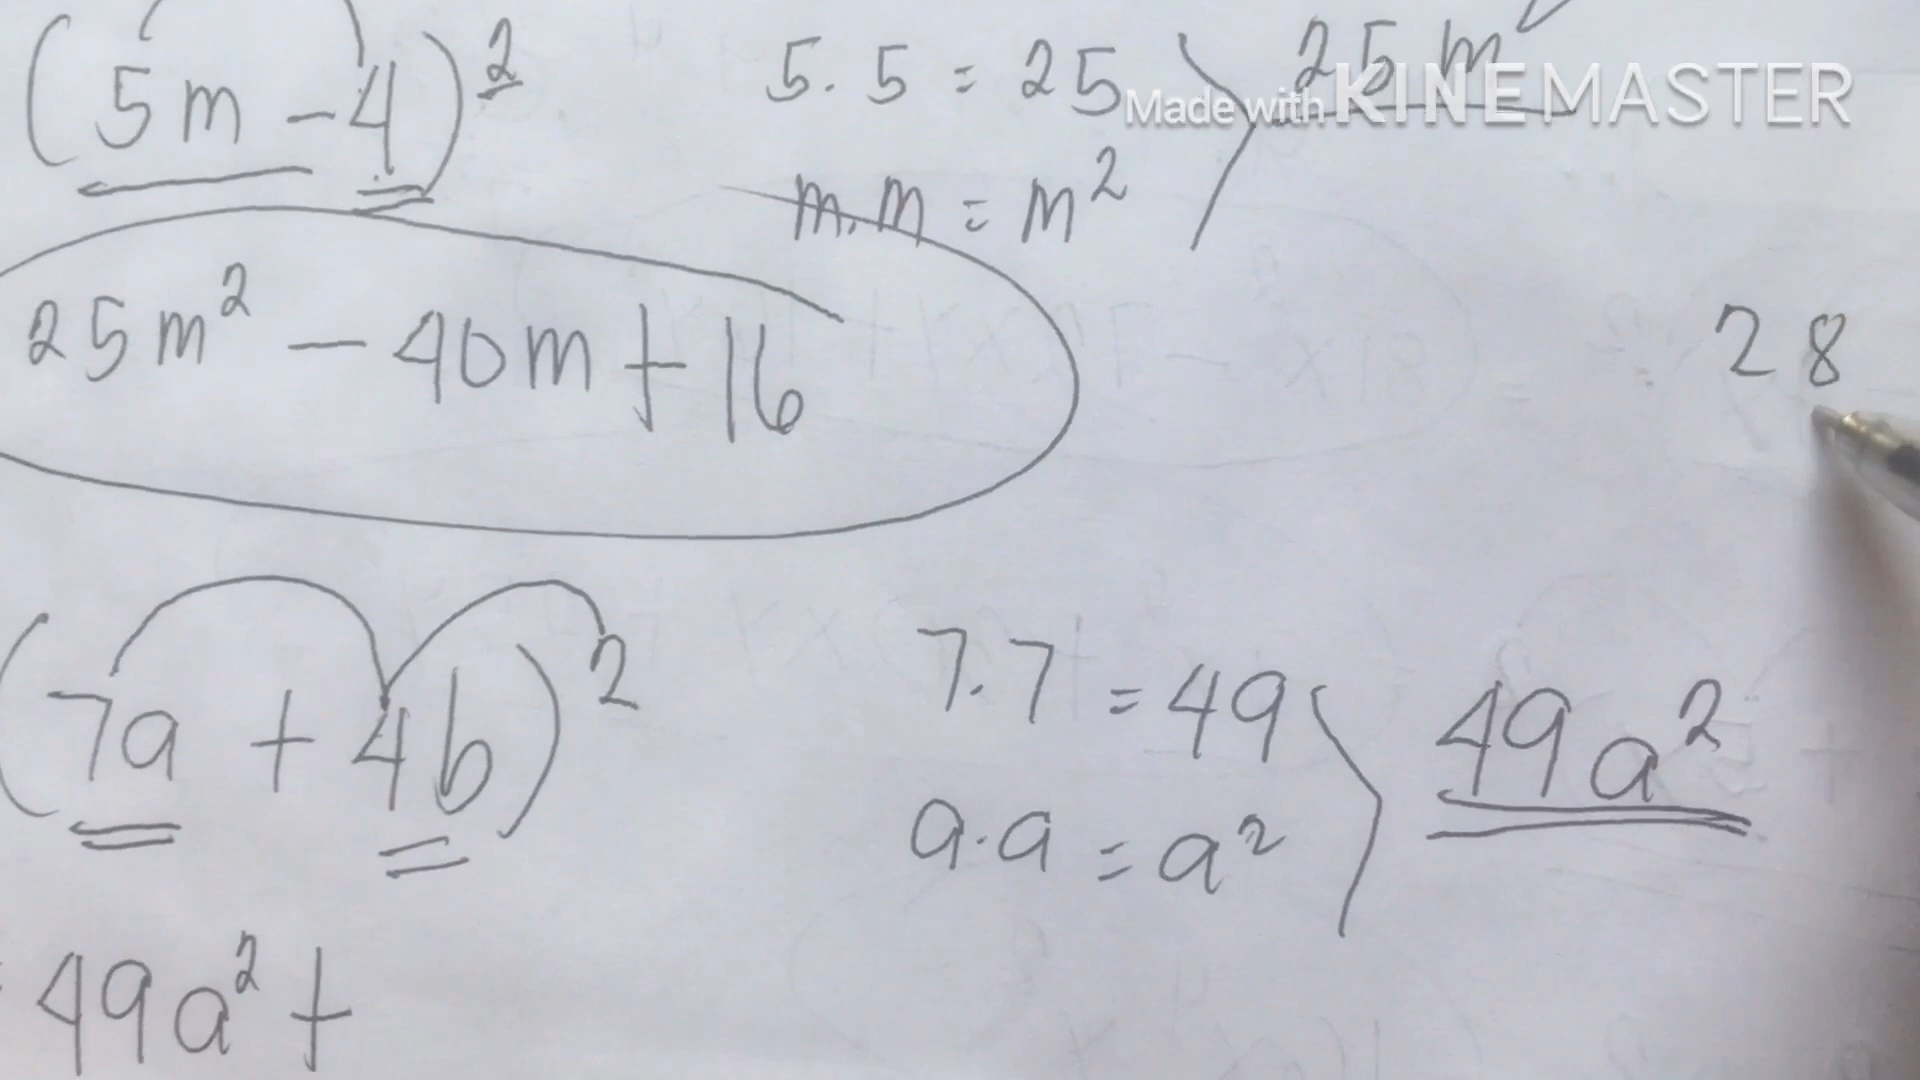 (5m - 4)²
5.5 = 25
25m
Made with KINEMASTER
m.m = m²
25m² - 40m + 16
28
(7a + 4b)²
7.7 = 49
49a²
a.a = a²
49a² +